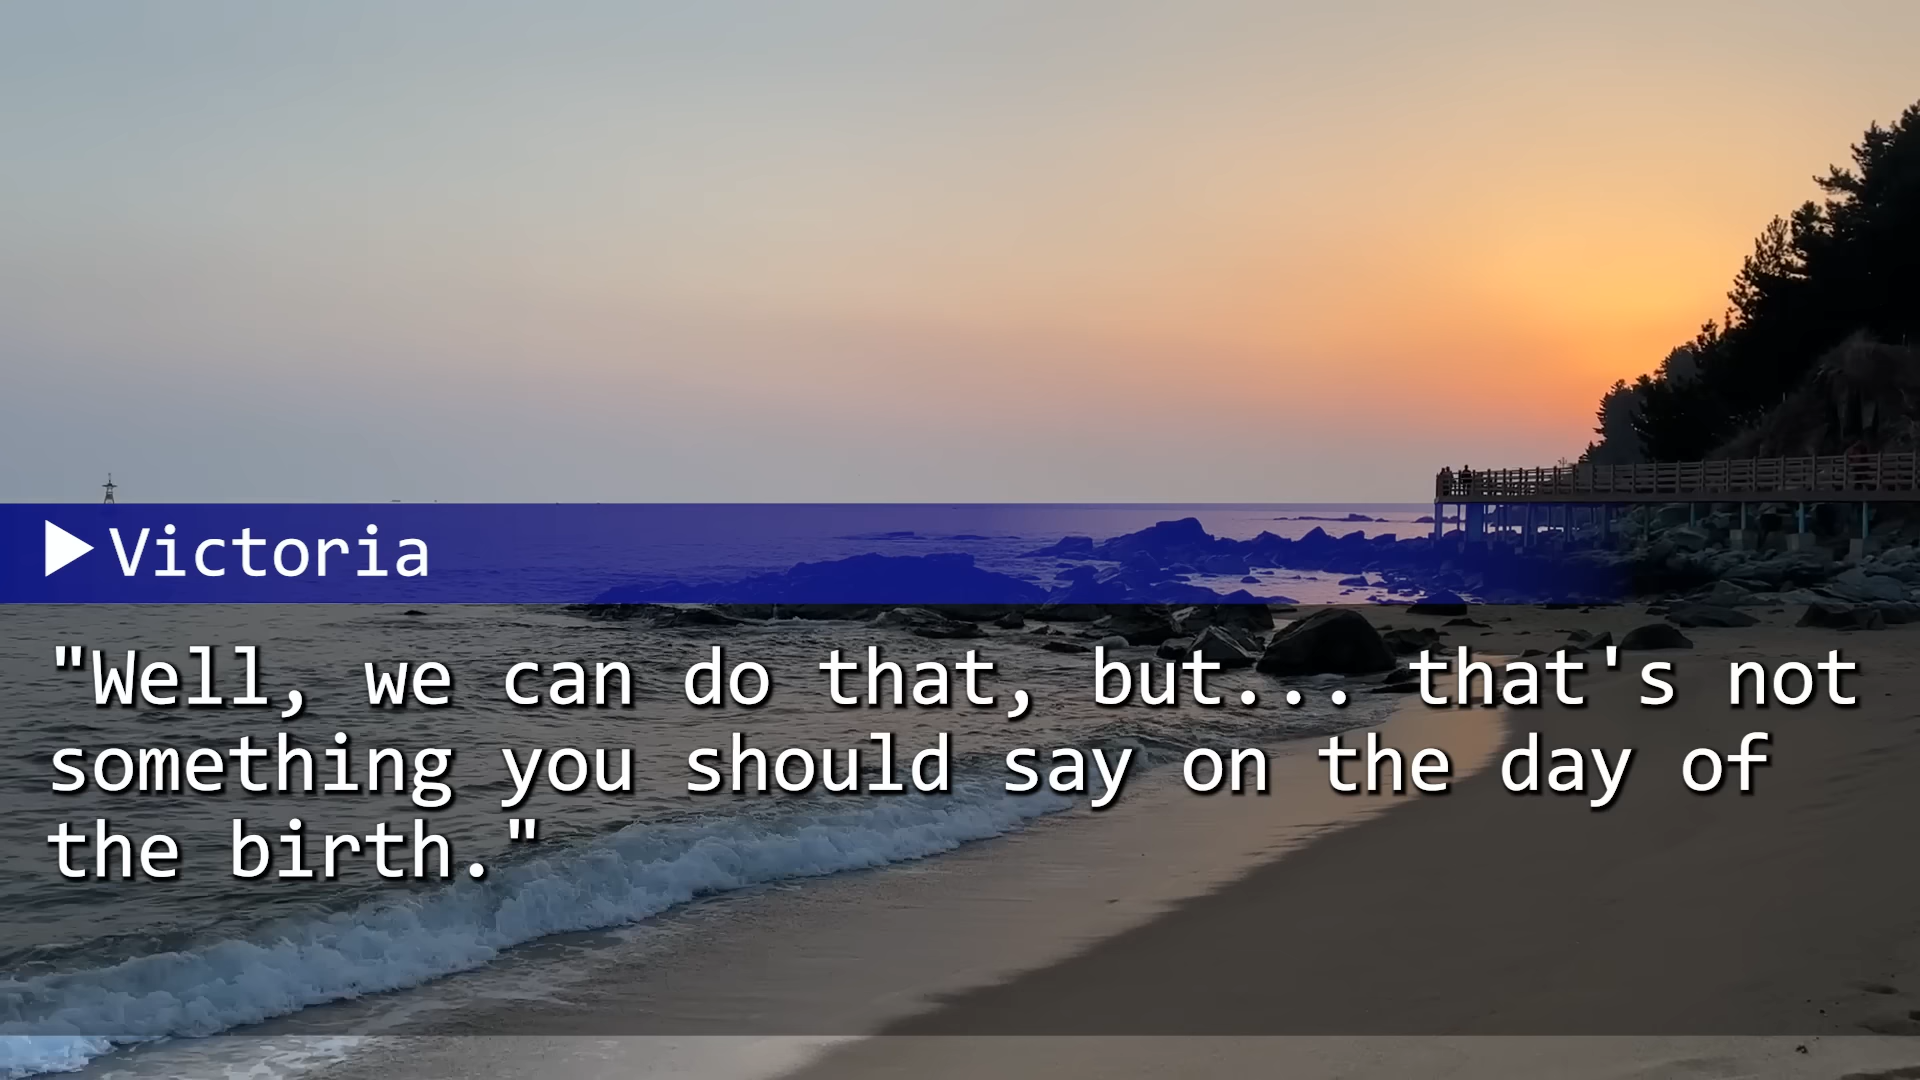 Victoria
"Well, we can do that, but... that's not
something you should say on the day of
the birth."